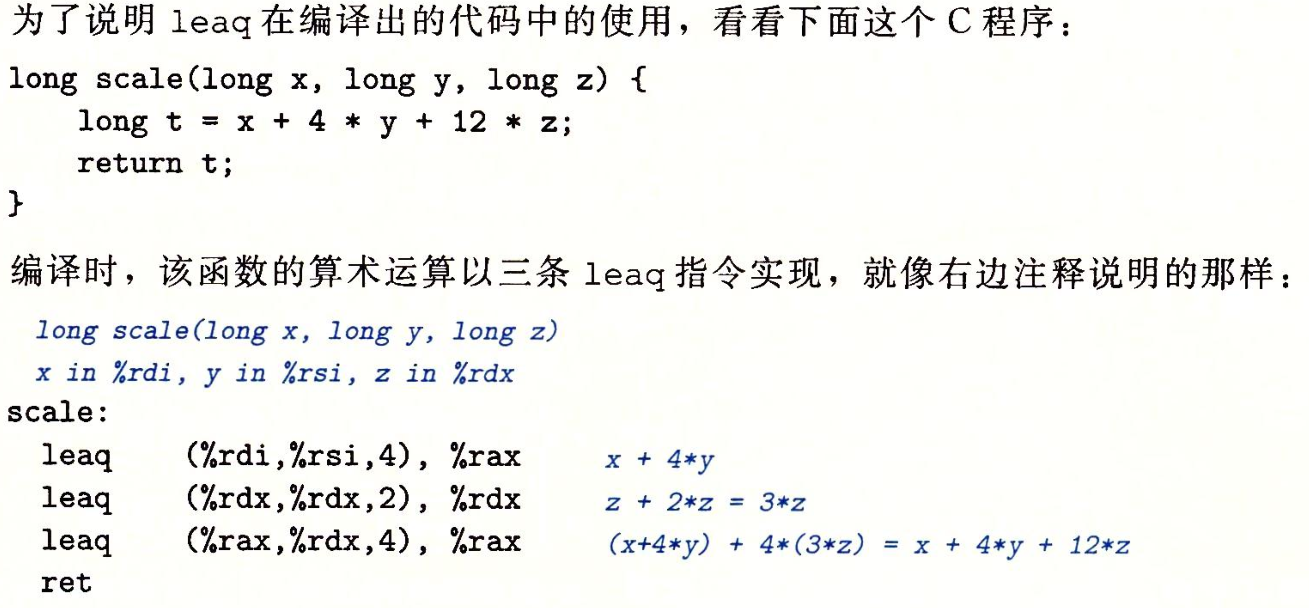 为了说明 leaq 在编译出的代码中的使用，看看下面这个 C 程序：
long scale(long x, long y, long z) {
    long t = x + 4 * y + 12 * z;
    return t;
}
编译时，该函数的算术运算以三条 leaq 指令实现，就像右边注释说明的那样：
long scale(long x, long y, long z)
x in %rdi, y in %rsi, z in %rdx
scale:
  leaq    (%rdi,%rsi,4), %rax    x + 4*y
  leaq    (%rdx,%rdx,2), %rdx    z + 2*z = 3*z
  leaq    (%rax,%rdx,4), %rax    (x+4*y) + 4*(3*z) = x + 4*y + 12*z
  ret